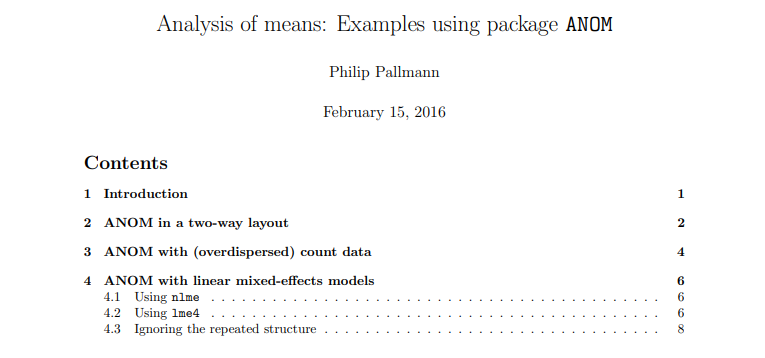 Analysis of means: Examples using package ANOM
Philip Pallmann
February 15, 2016
Contents
1 Introduction 1
2 ANOM in a two-way layout 2
3 ANOM with (overdispersed) count data 4
4 ANOM with linear mixed-effects models 6
4.1 Using nlme . . . . . . . . . . . . . . . . . . . . . . . . . . . . . . . . . . . . . . . . . . . . 6
4.2 Using lme4 . . . . . . . . . . . . . . . . . . . . . . . . . . . . . . . . . . . . . . . . . . . . 6
4.3 Ignoring the repeated structure . . . . . . . . . . . . . . . . . . . . . . . . . . . . . . . . . 8